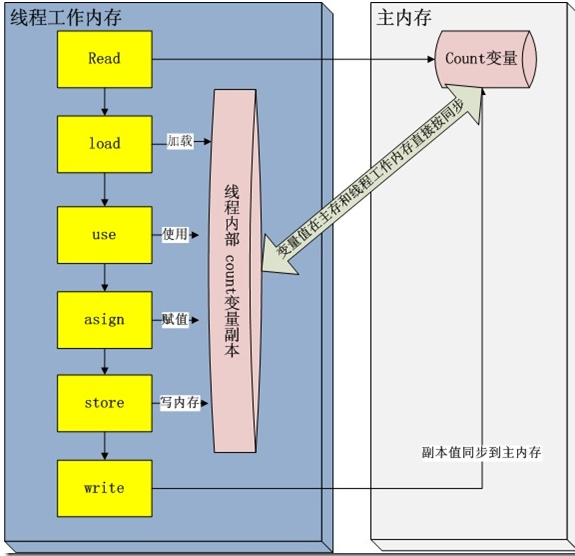 线程工作内存
主内存
Read
Count变量
load
加载
use
使用
asign
赋值
store
写内存
write
线程内部 count变量副本
变量值在主存和线程工作内存直接按同步
副本值同步到主内存